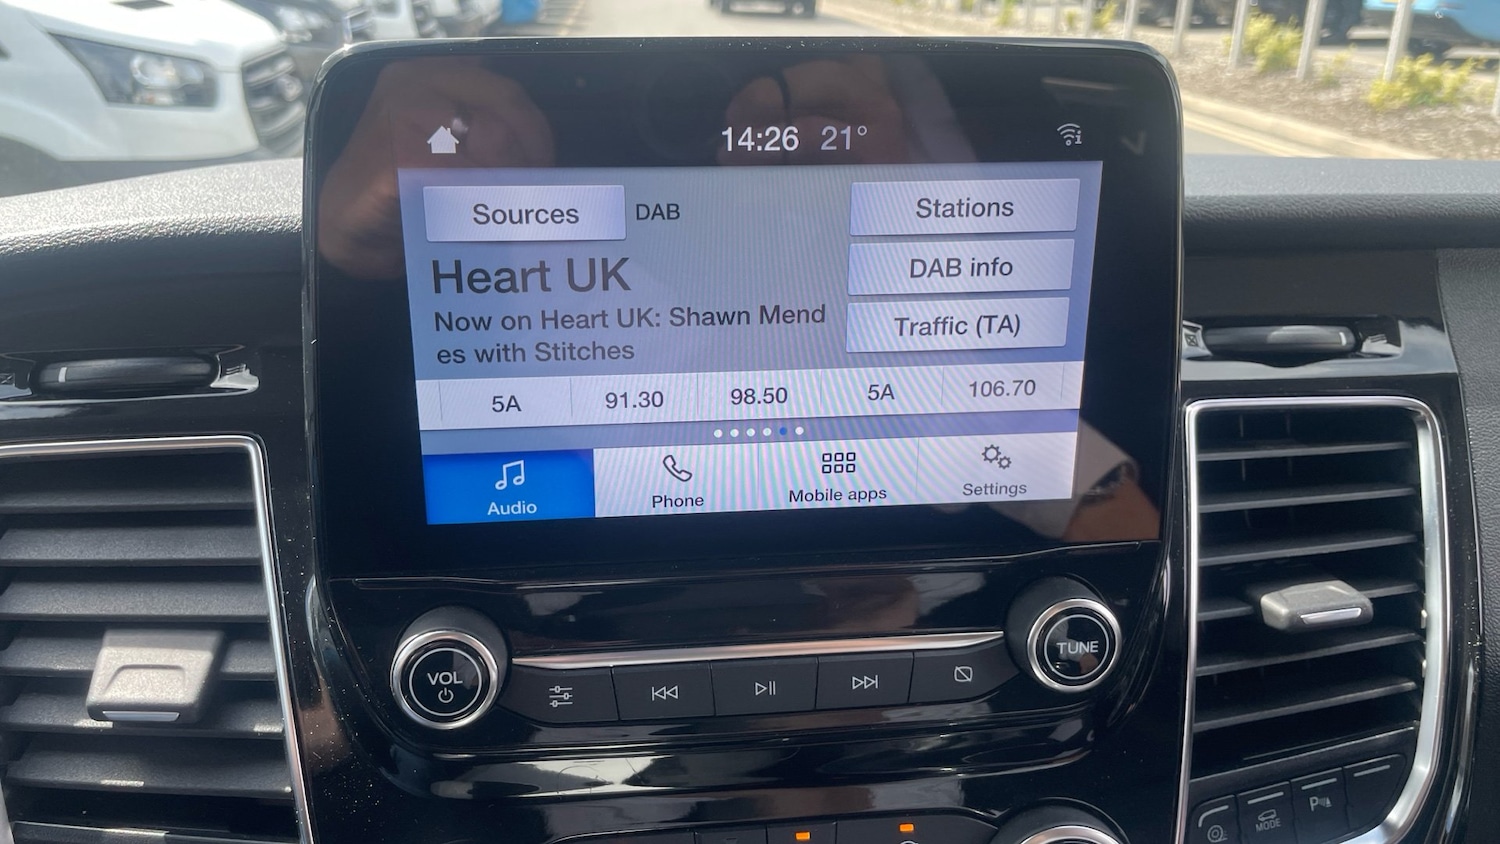 14:26 21°
Sources DAB
Stations
Heart UK
DAB info
Now on Heart UK: Shawn Mend
es with Stitches
Traffic (TA)
5A 91.30 98.50 5A 106.70
Audio Phone Mobile apps Settings
VOL
TUNE
MODE
P